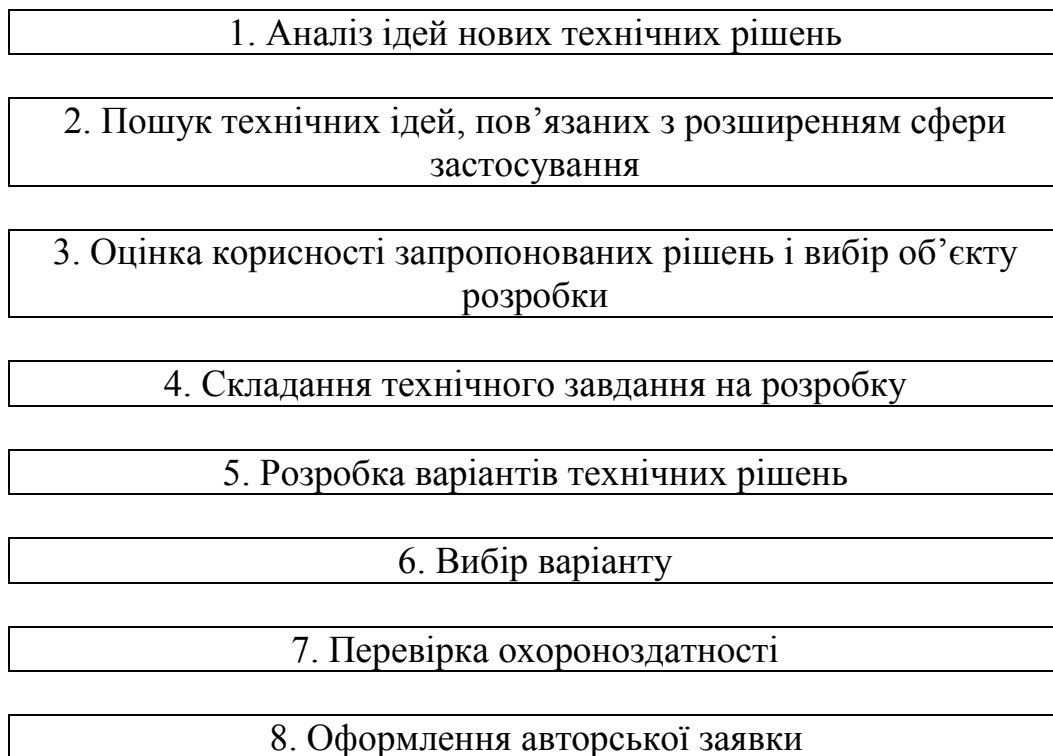 1. Аналіз ідей нових технічних рішень
2. Пошук технічних ідей, пов’язаних з розширенням сфери
застосування
3. Оцінка корисності запропонованих рішень і вибір об’єкту
розробки
4. Складання технічного завдання на розробку
5. Розробка варіантів технічних рішень
6. Вибір варіанту
7. Перевірка охороноздатності
8. Оформлення авторської заявки